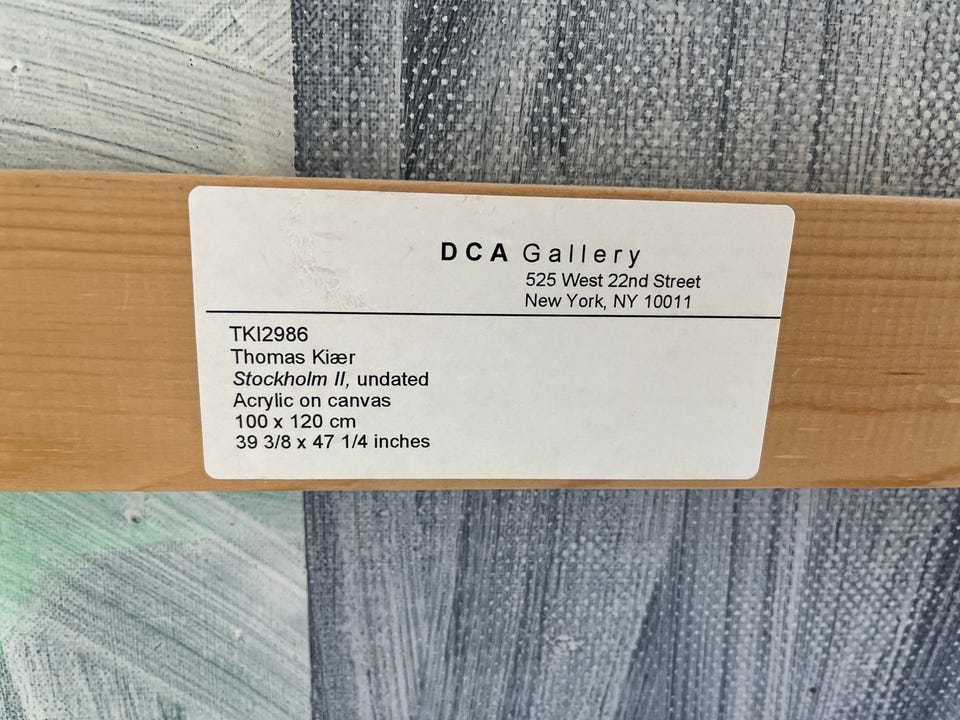 DCA Gallery
525 West 22nd Street
New York, NY 10011
TKI2986
Thomas Kiær
Stockholm II, undated
Acrylic on canvas
100 x 120 cm
39 3/8 x 47 1/4 inches